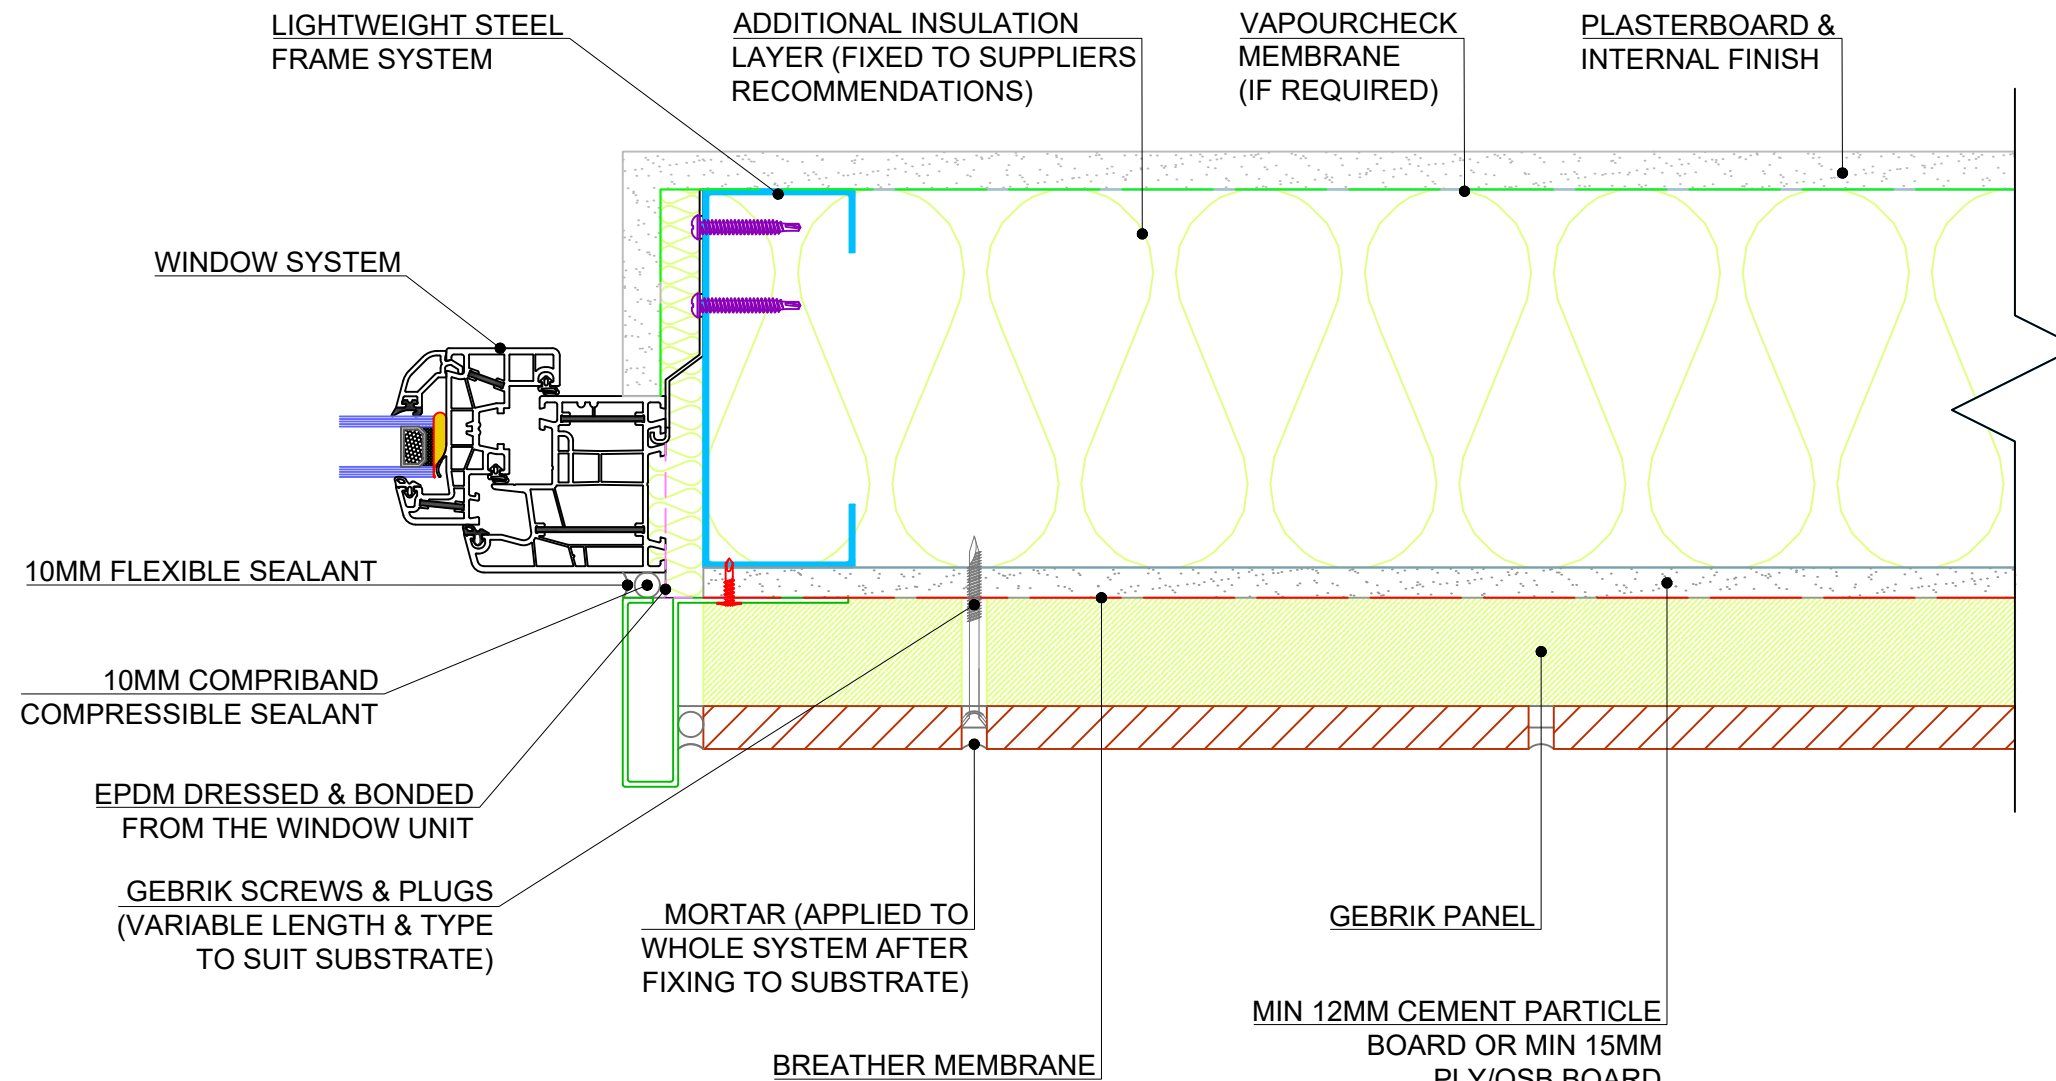 LIGHTWEIGHT STEEL
FRAME SYSTEM
ADDITIONAL INSULATION
LAYER (FIXED TO SUPPLIERS
RECOMMENDATIONS)
VAPOURCHECK
MEMBRANE
(IF REQUIRED)
PLASTERBOARD &
INTERNAL FINISH
WINDOW SYSTEM
10MM FLEXIBLE SEALANT
10MM COMPRIBAND
COMPRESSIBLE SEALANT
EPDM DRESSED & BONDED
FROM THE WINDOW UNIT
GEBRIK SCREWS & PLUGS
(VARIABLE LENGTH & TYPE
TO SUIT SUBSTRATE)
MORTAR (APPLIED TO
WHOLE SYSTEM AFTER
FIXING TO SUBSTRATE)
BREATHER MEMBRANE
GEBRIK PANEL
MIN 12MM CEMENT PARTICLE
BOARD OR MIN 15MM
PLY/OSB BOARD